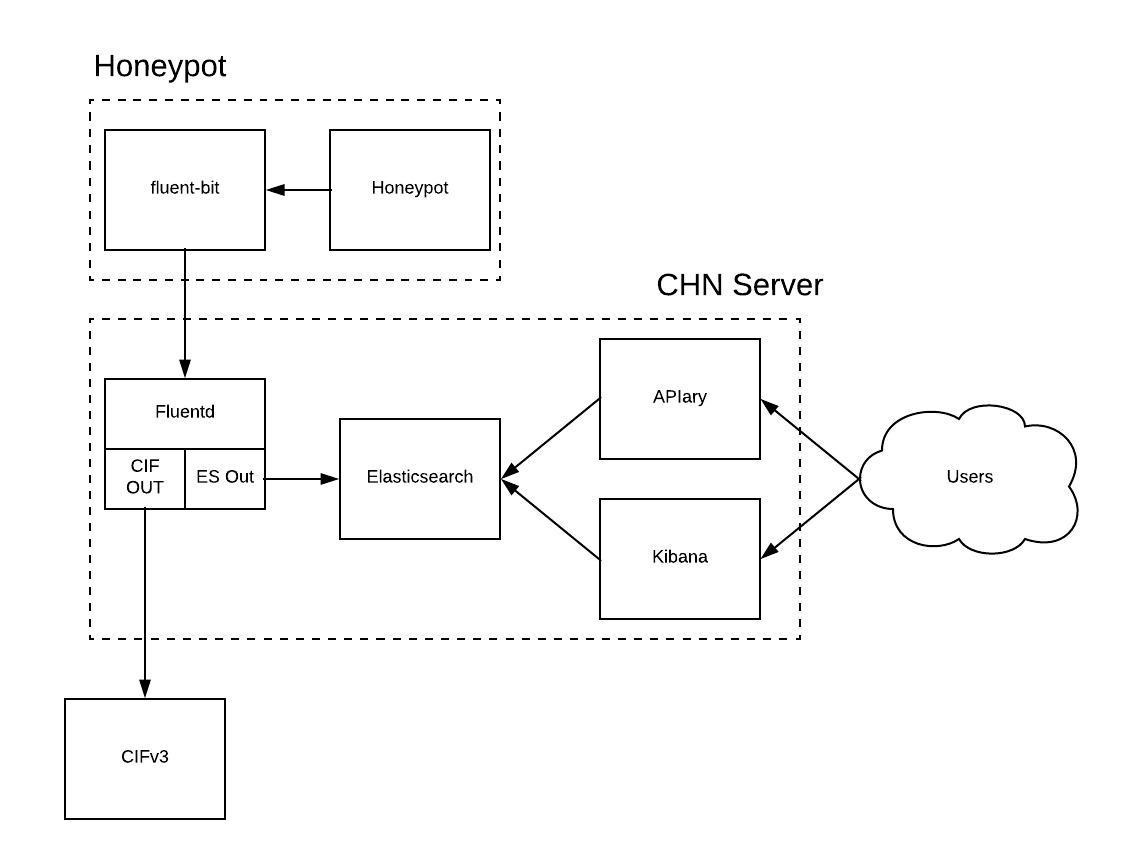 Honeypot
fluent-bit
Honeypot
CHN Server
Fluentd
CIF
OUT
ES Out
Elasticsearch
APIary
Kibana
Users
CIFv3